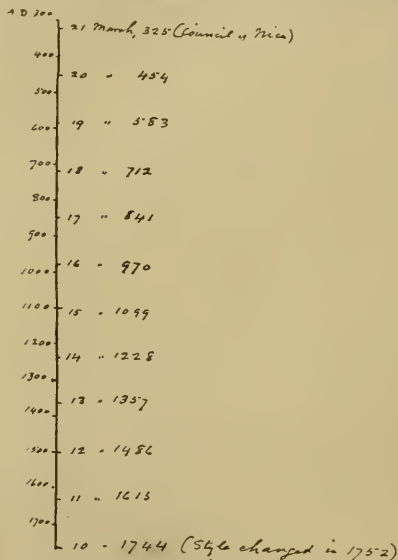 AD 300
21 March, 325 (Council of Nica)
400
20 " 454
500
19 " 583
600
700
18 " 712
800
17 " 841
900
16 " 970
1000
1100
15 " 1099
1200
14 " 1228
1300
13 " 1357
1400
1500
12 " 1486
1600
11 " 1615
1700
10 - 1744 (Style changed in 1752)